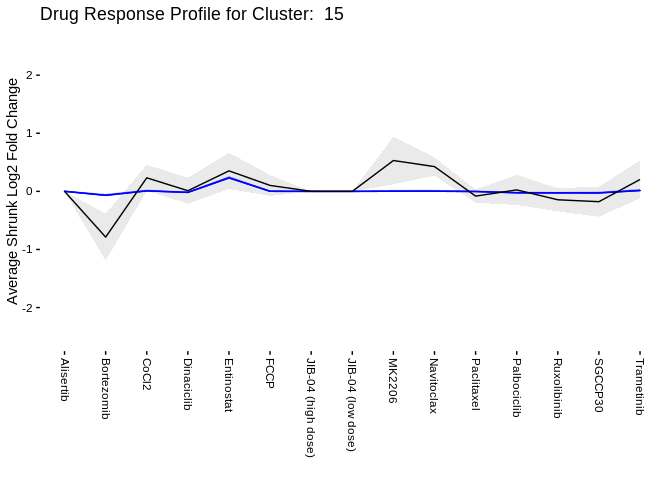 Drug Response Profile for Cluster:  15
Average Shrunk Log2 Fold Change
2
1
0
-1
-2
Alisertib
Bortezomib
CoCl2
Dinaciclib
Entinostat
FCCP
JIB-04 (high dose)
JIB-04 (low dose)
MK2206
Navitoclax
Paclitaxel
Palbociclib
Ruxolibinib
SGCCP30
Trametinib